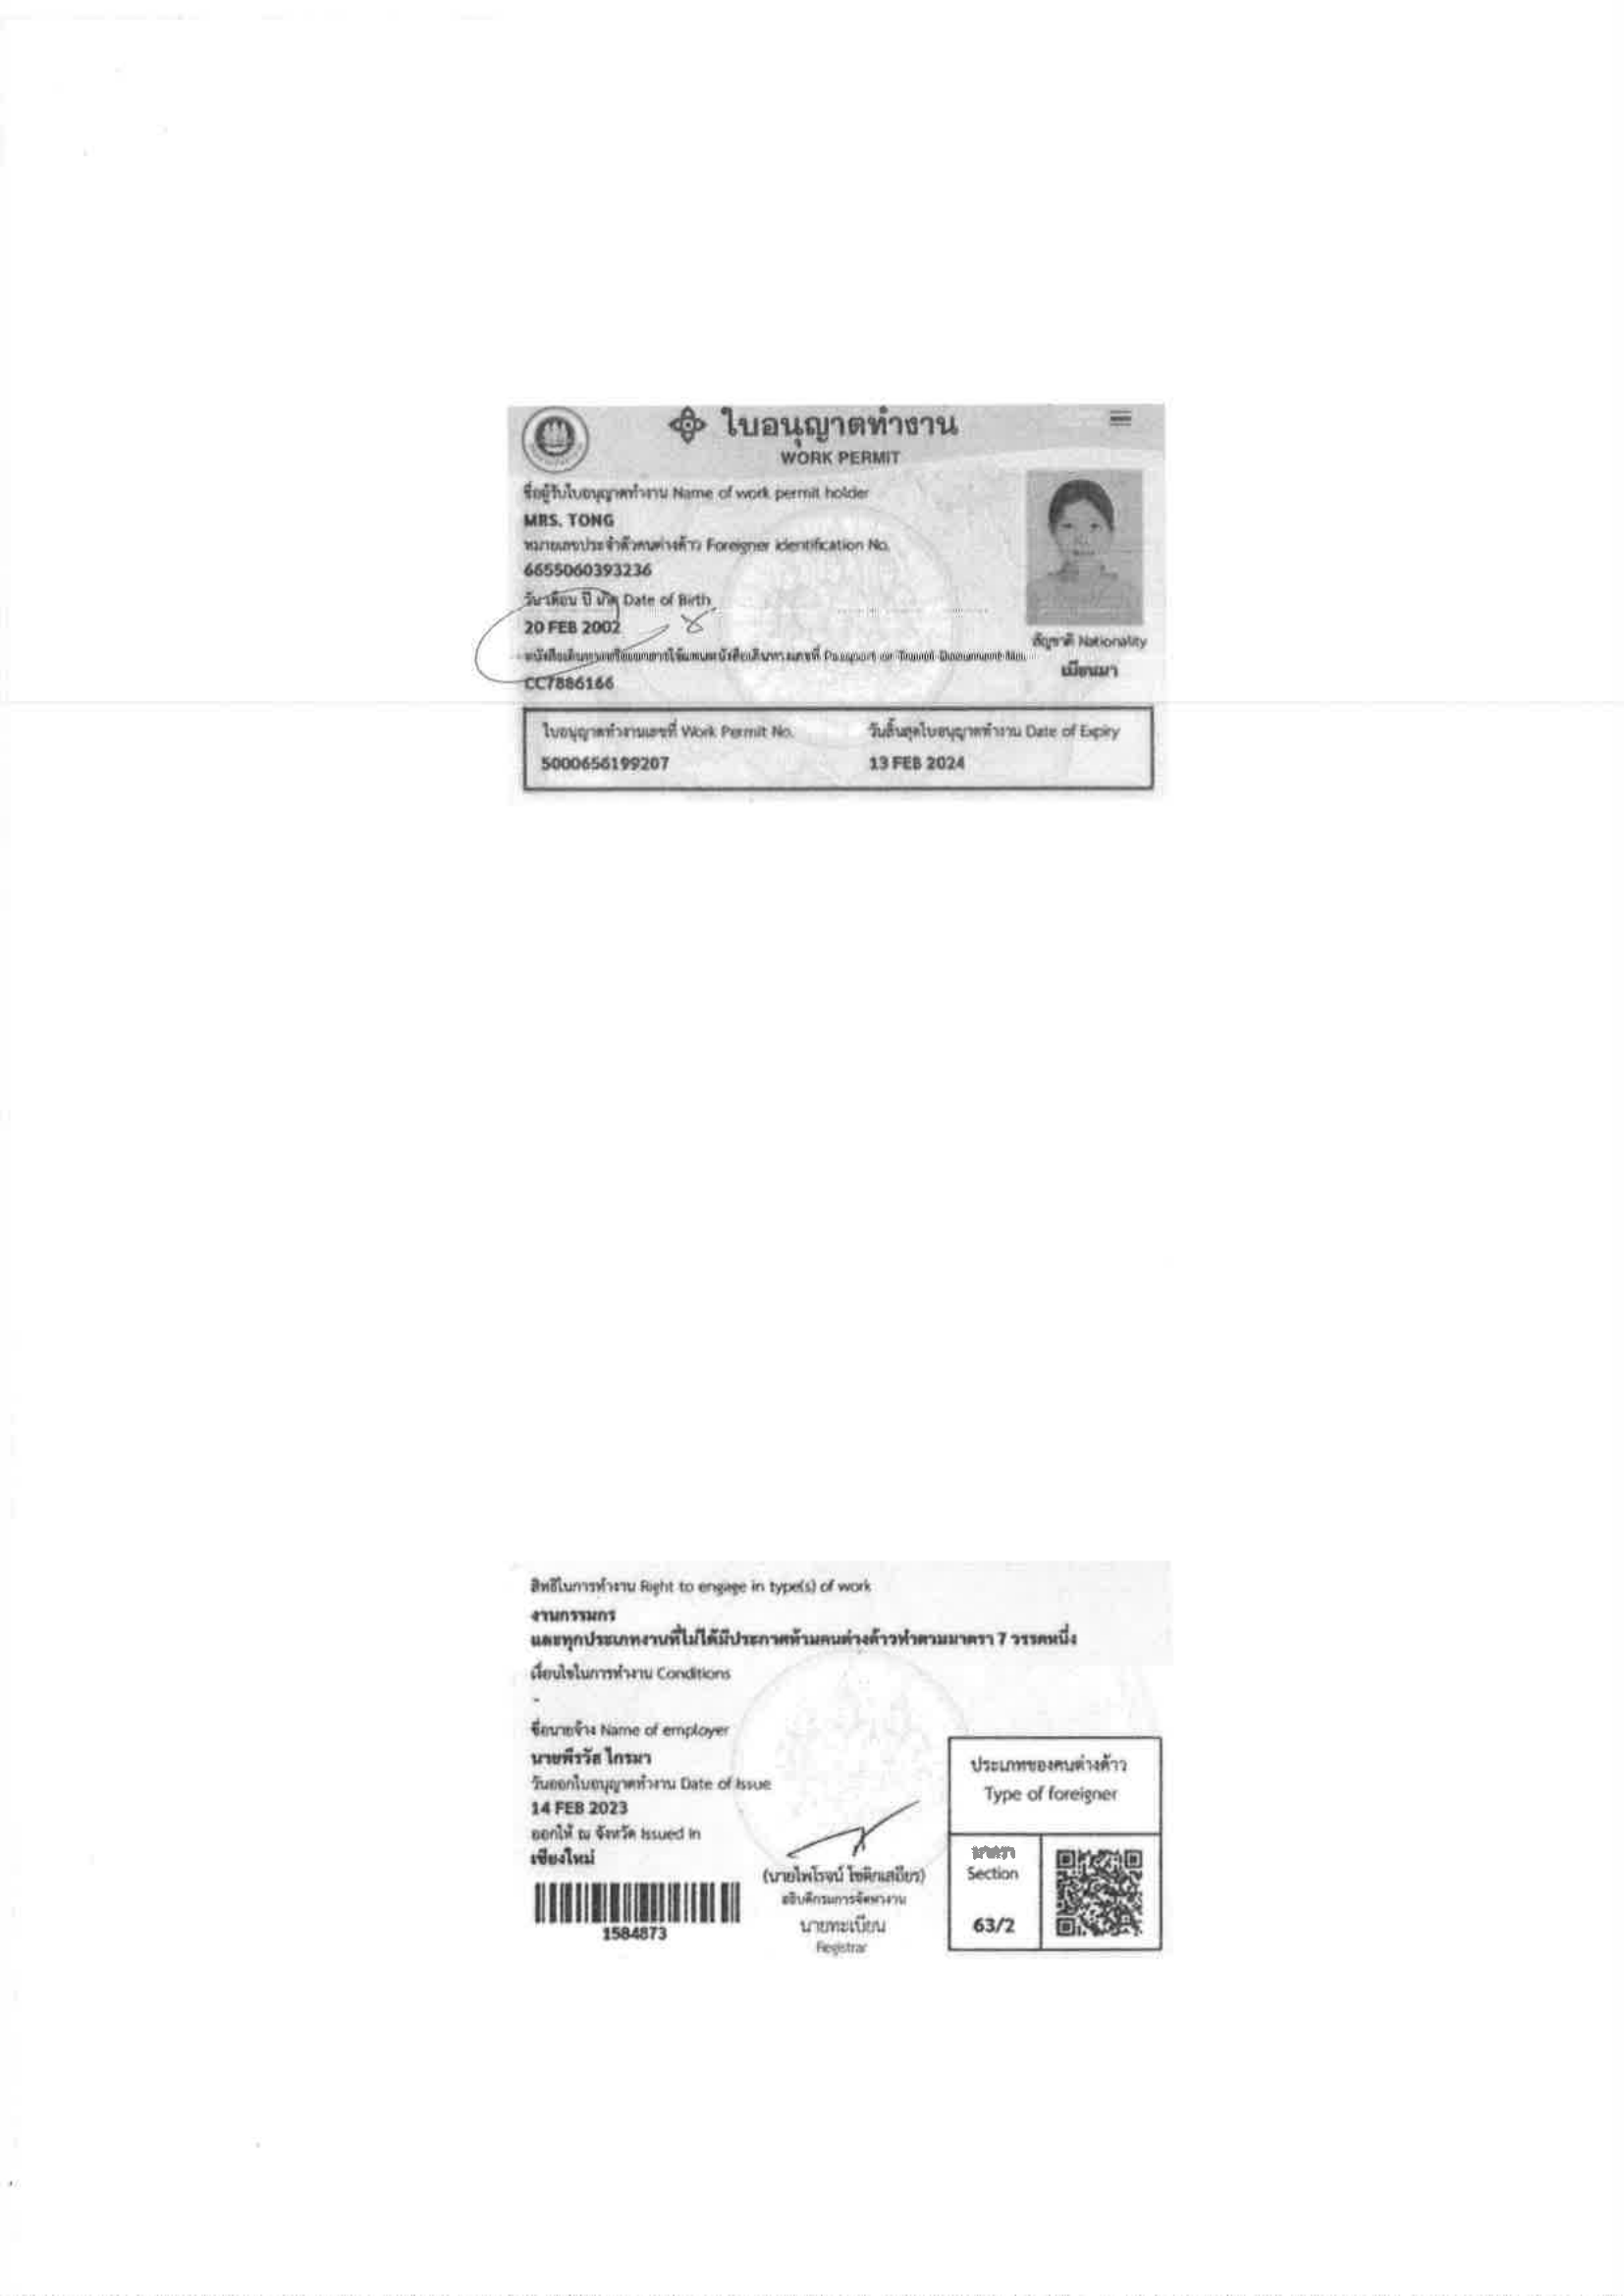 ใบอนุญาตทำงาน
WORK PERMIT
ชื่อผู้รับใบอนุญาตทำงาน Name of work permit holder
MRS. TONG
หมายเลขประจำตัวคนต่างด้าว Foreigner identification No.
6655060393236
วัน เดือน ปี เกิด Date of Birth
20 FEB 2002
หนังสือเดินทางหรือเอกสารใช้แทนหนังสือเดินทางเลขที่ Passport or Travel Document No.
CC7886166
สัญชาติ Nationality
เมียนมา
ใบอนุญาตทำงานเลขที่ Work Permit No. วันสิ้นสุดใบอนุญาตทำงาน Date of Expiry
5000656199207 13 FEB 2024
สิทธิในการทำงาน Right to engage in type(s) of work
งานกรรมกร
และทุกประเภทงานที่ไม่ได้มีประกาศห้ามคนต่างด้าวทำตามมาตรา 7 วรรคหนึ่ง
เงื่อนไขในการทำงาน Conditions
-
ชื่อนายจ้าง Name of employer
นายพีรวัส ไกรมา
วันออกใบอนุญาตทำงาน Date of Issue
14 FEB 2023
ออกให้ ณ จังหวัด Issued in
เชียงใหม่
1584873
(นายไพโรจน์ โชติกเสถียร)
อธิบดีกรมการจัดหางาน
นายทะเบียน
Registrar
ประเภทของคนต่างด้าว
Type of foreigner
มาตรา
Section
63/2